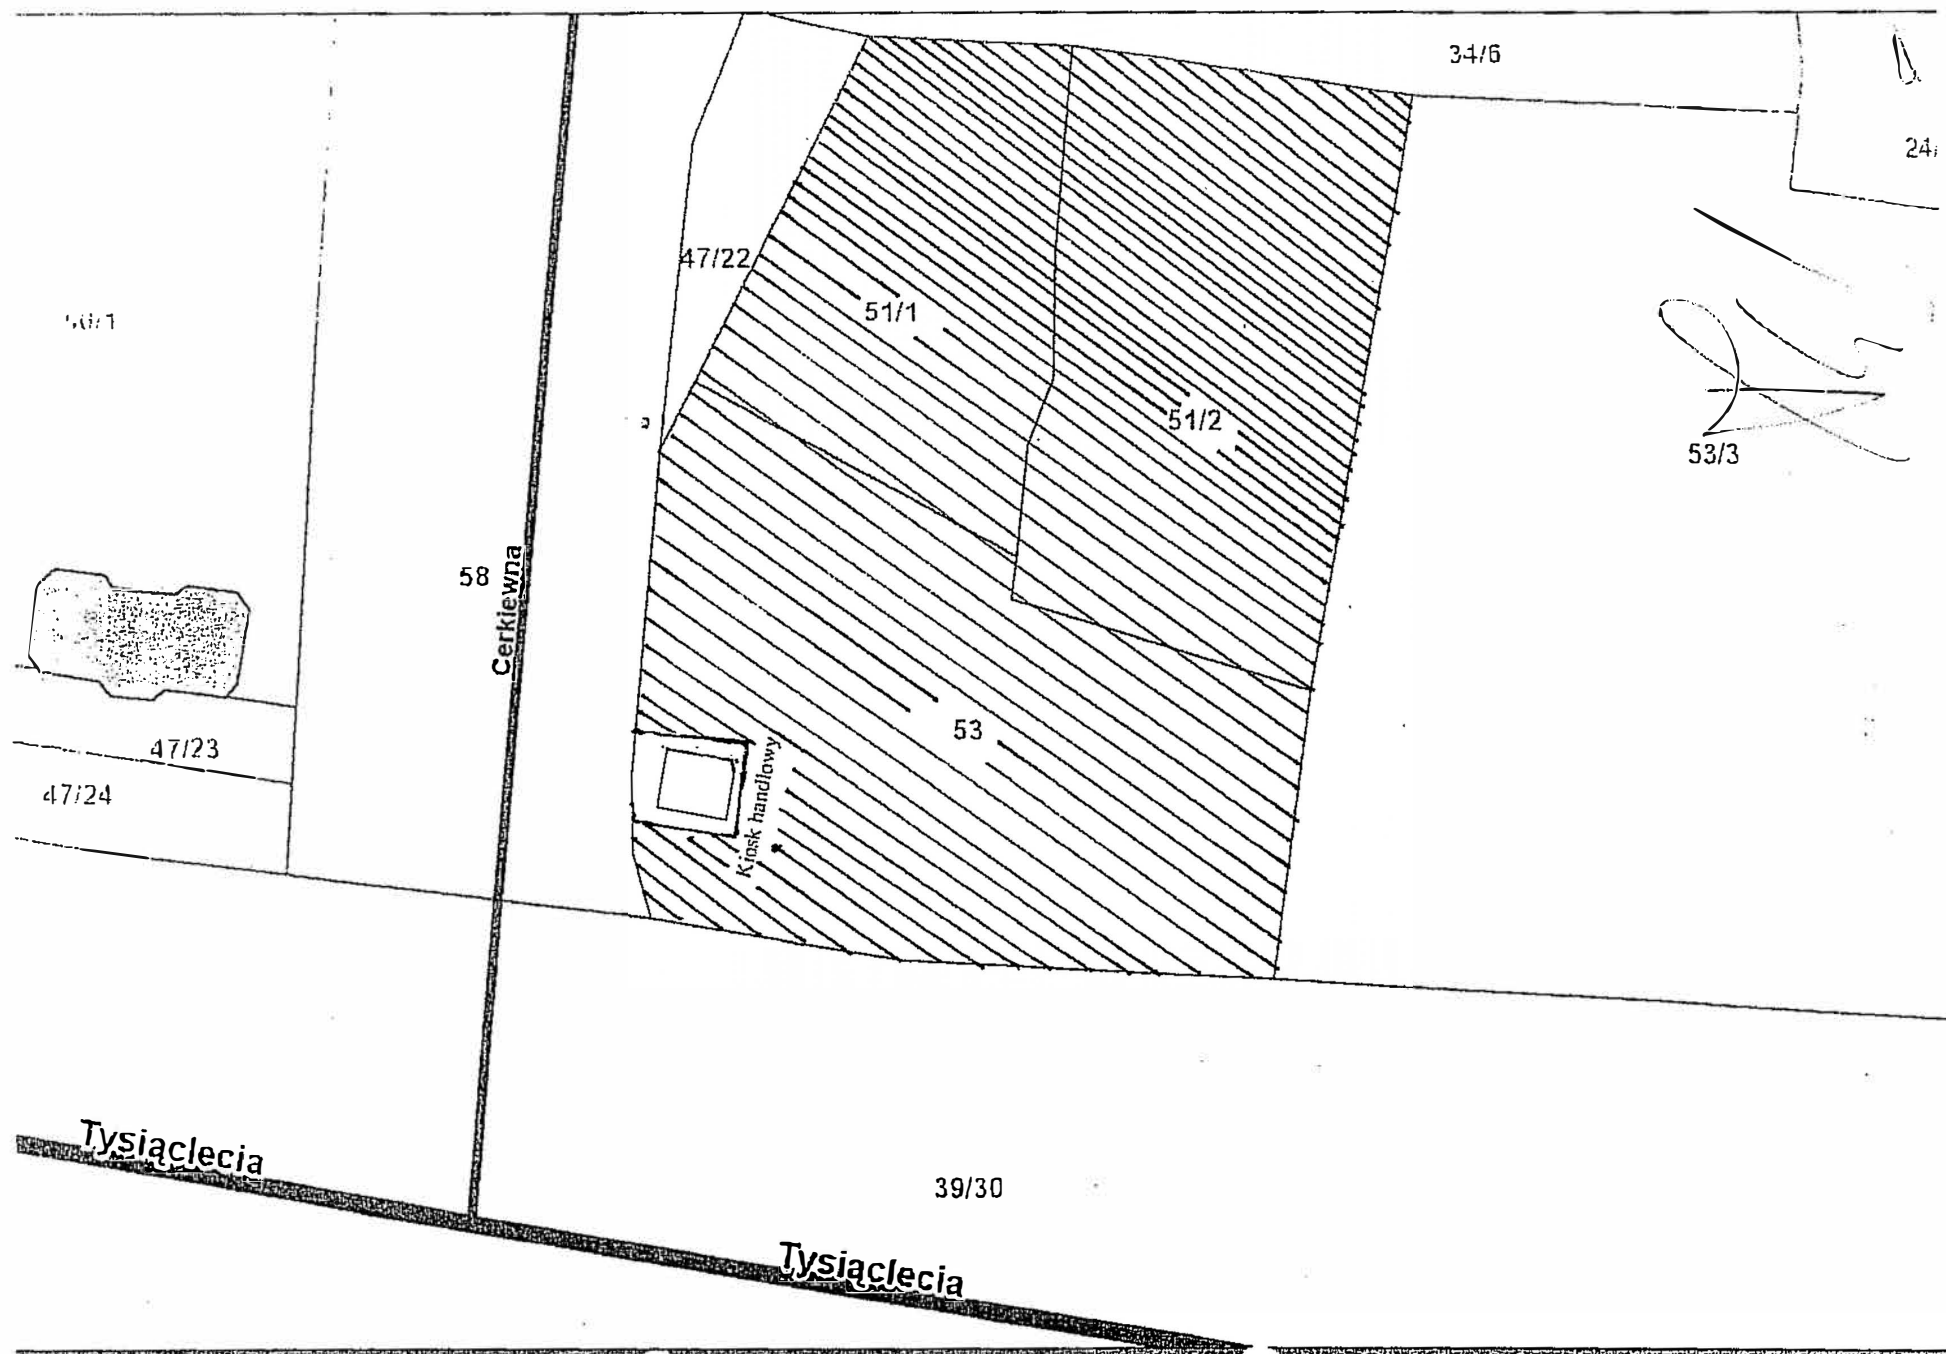 34/6
47/22
51/1
51/2
53/3
58
Cerkiewna
53
47/23
Kiosk handlowy
47/24
Tysiąclecia
39/30
Tysiąclecia